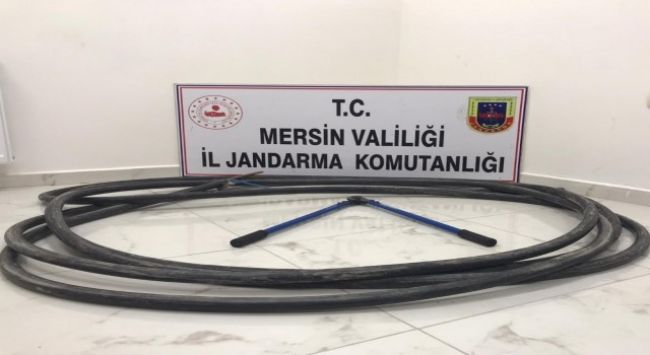 T.C.
MERSİN VALİLİĞİ
İL JANDARMA KOMUTANLIĞI